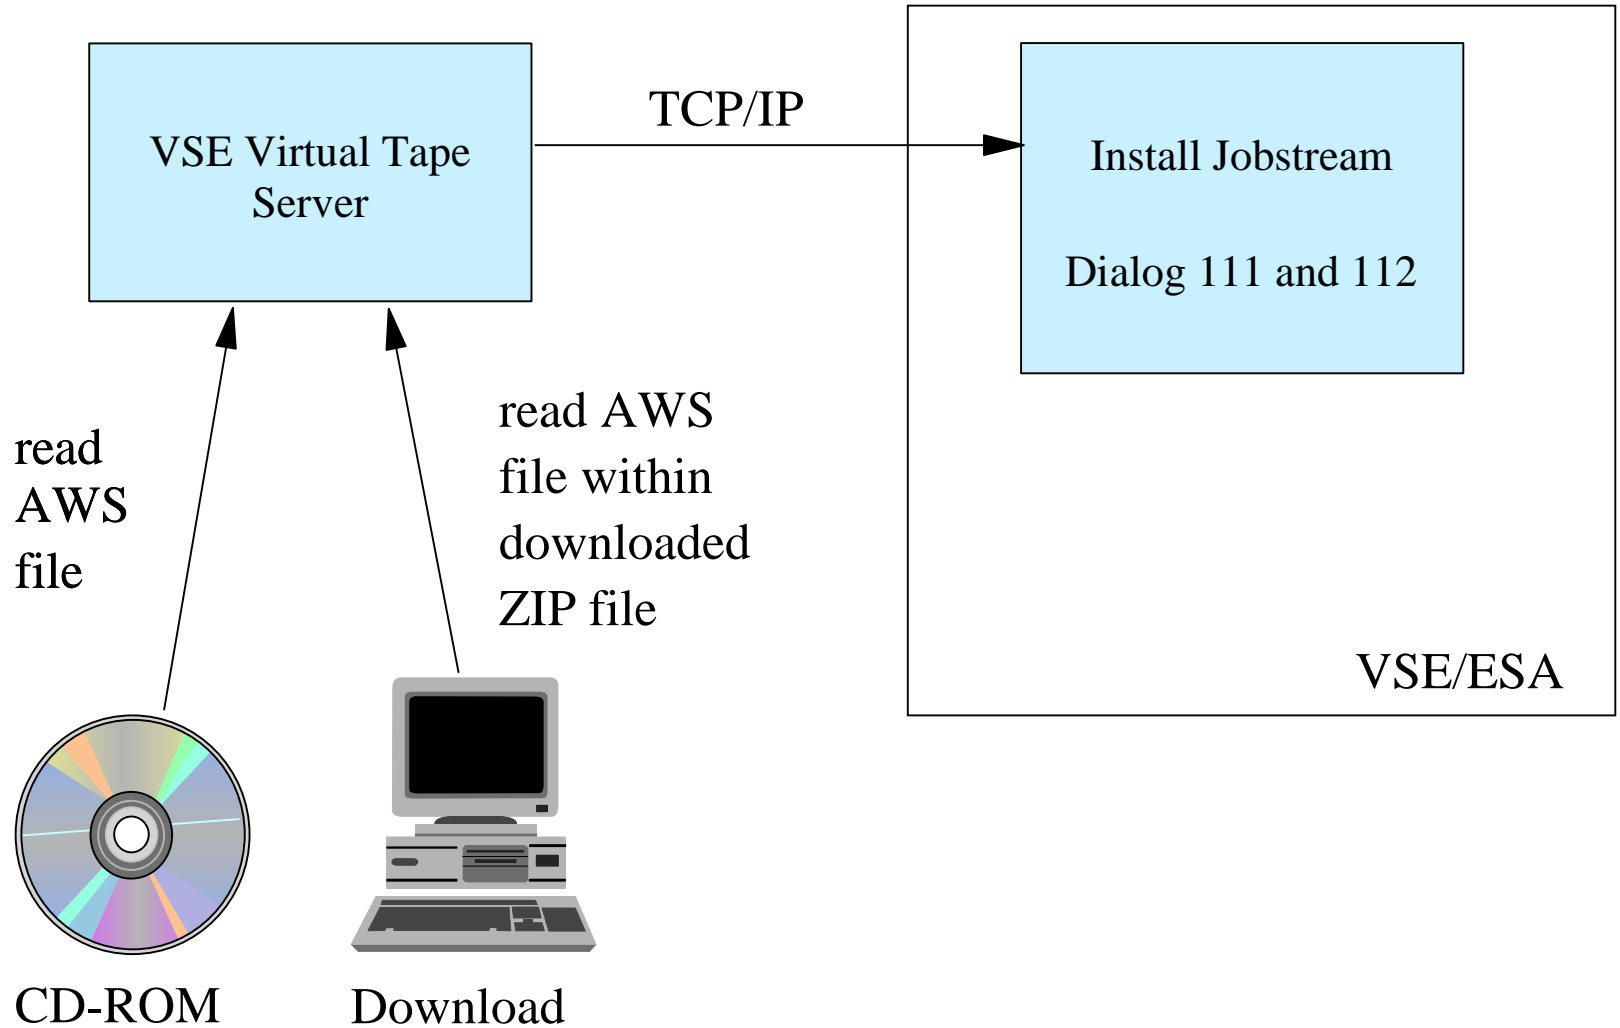 VSE Virtual Tape
Server
TCP/IP
Install Jobstream
Dialog 111 and 112
read
AWS
file
read AWS
file within
downloaded
ZIP file
VSE/ESA
CD-ROM
Download